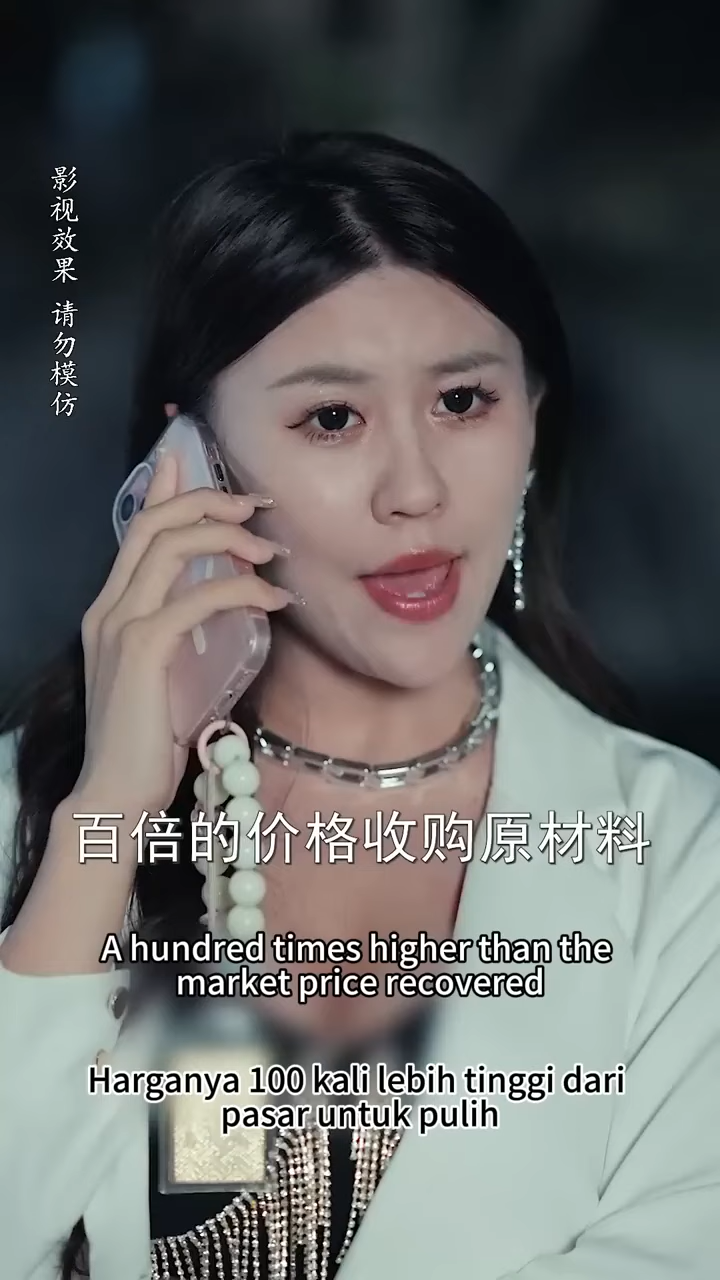 影视效果 请勿模仿
百倍的价格收购原材料
A hundred times higher than the
market price recovered
Harganya 100 kali lebih tinggi dari
pasar untuk pulih